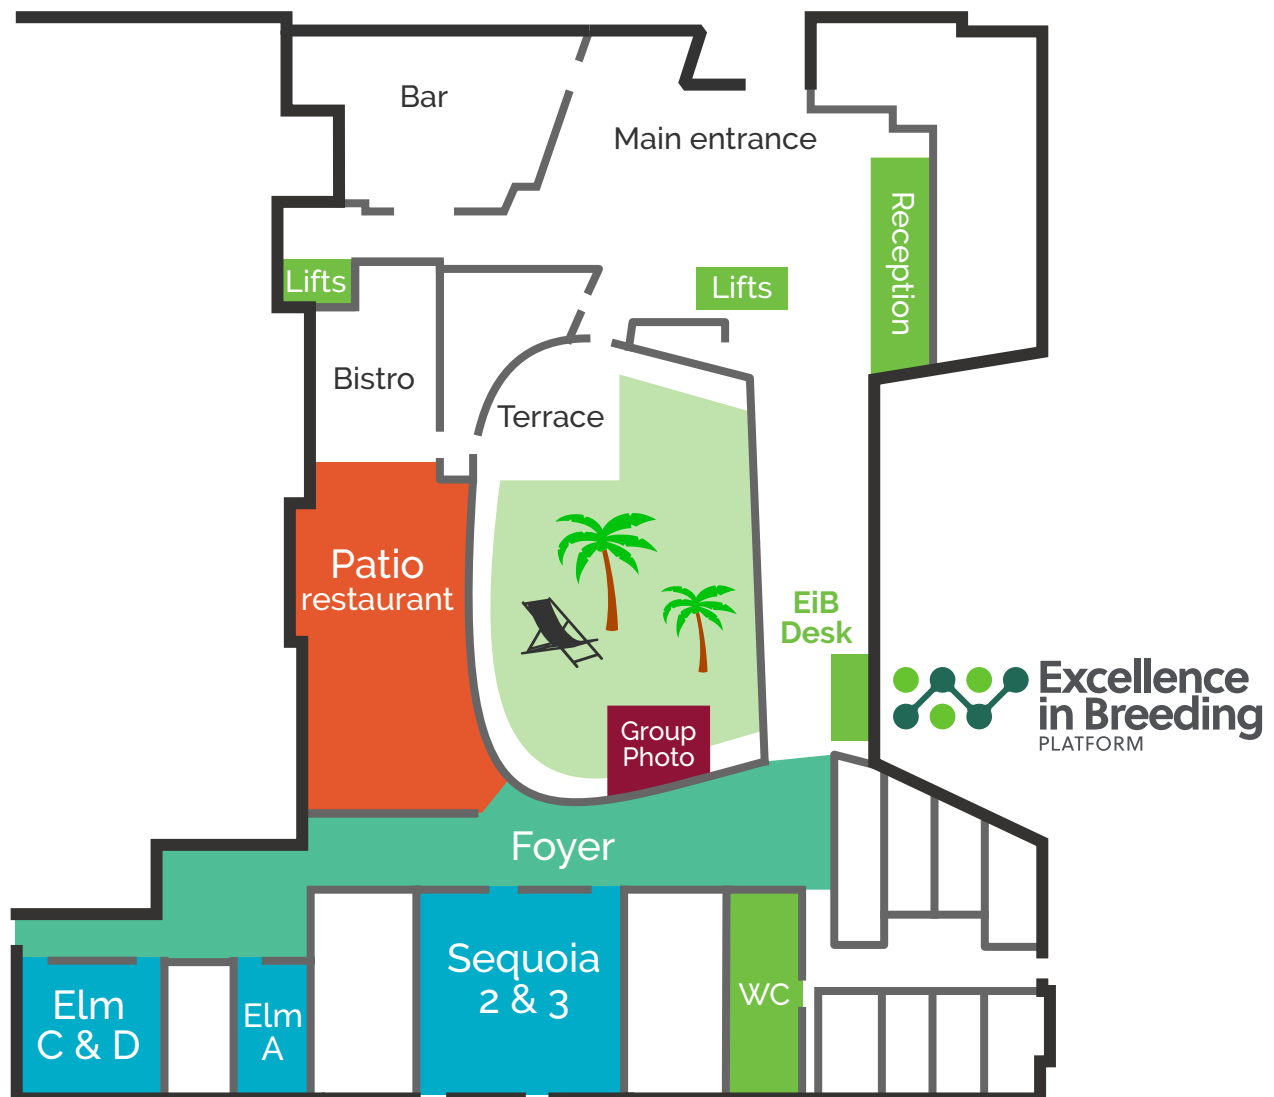 Bar
Main entrance
Reception
Lifts
Lifts
Bistro
Terrace
Patio
restaurant
EiB
Desk
Excellence
in Breeding
PLATFORM
Group
Photo
Foyer
Sequoia
2 & 3
WC
Elm
C & D
Elm
A